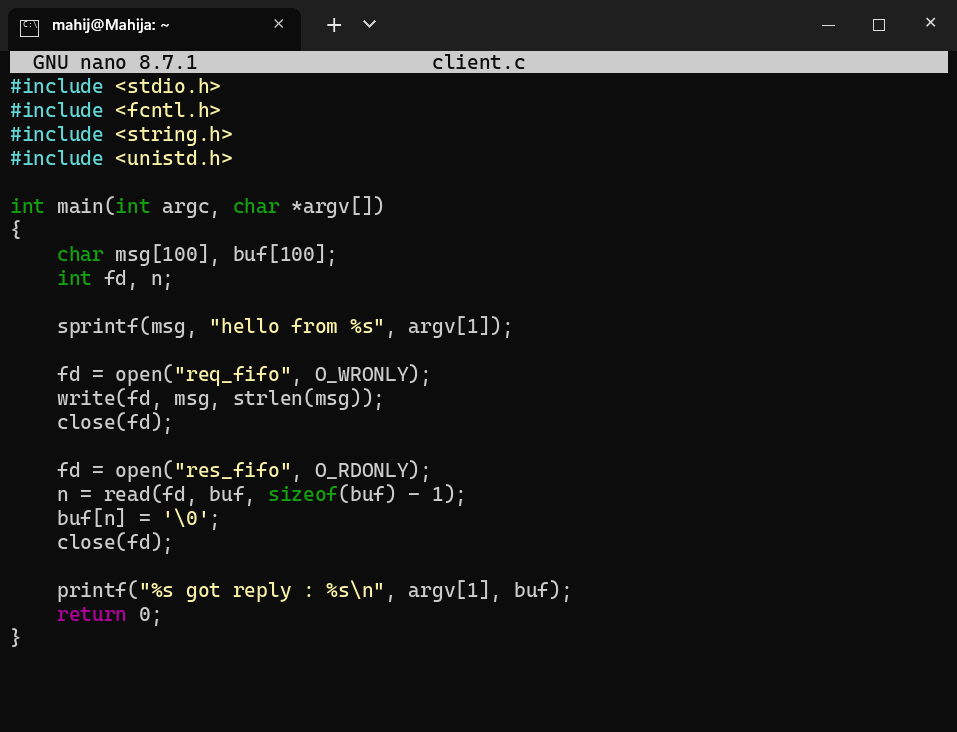 mahij@Mahija: ~
GNU nano 8.7.1 client.c
#include <stdio.h>
#include <fcntl.h>
#include <string.h>
#include <unistd.h>
int main(int argc, char *argv[])
{
    char msg[100], buf[100];
    int fd, n;
    sprintf(msg, "hello from %s", argv[1]);
    fd = open("req_fifo", O_WRONLY);
    write(fd, msg, strlen(msg));
    close(fd);
    fd = open("res_fifo", O_RDONLY);
    n = read(fd, buf, sizeof(buf) - 1);
    buf[n] = '\0';
    close(fd);
    printf("%s got reply : %s\n", argv[1], buf);
    return 0;
}